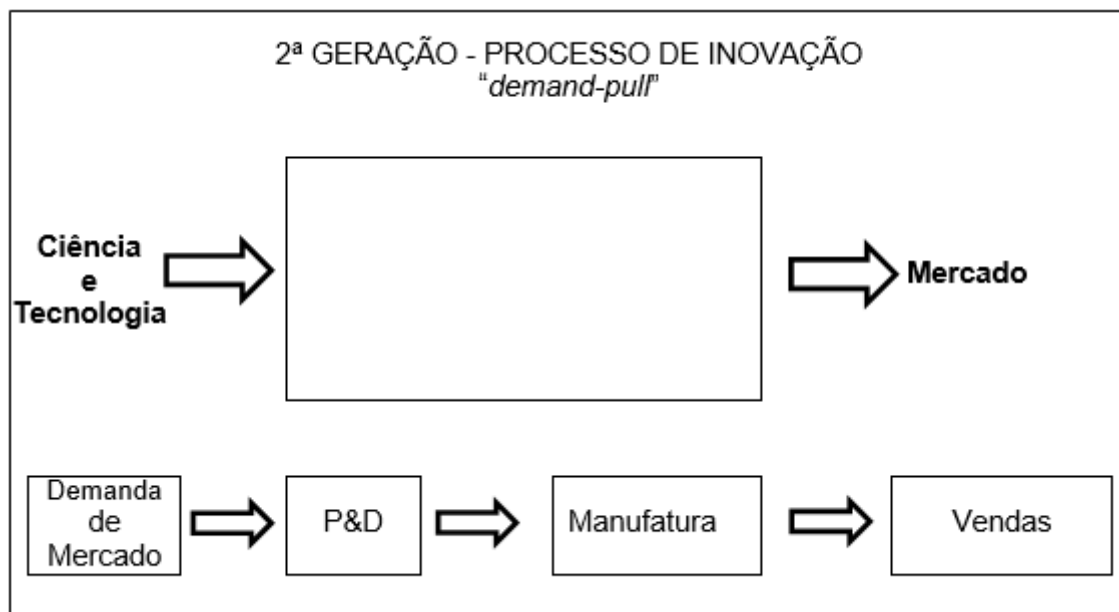 2ª GERAÇÃO - PROCESSO DE INOVAÇÃO
“demand-pull”
Ciência
e
Tecnologia
Mercado
Demanda
de
Mercado
P&D
Manufatura
Vendas